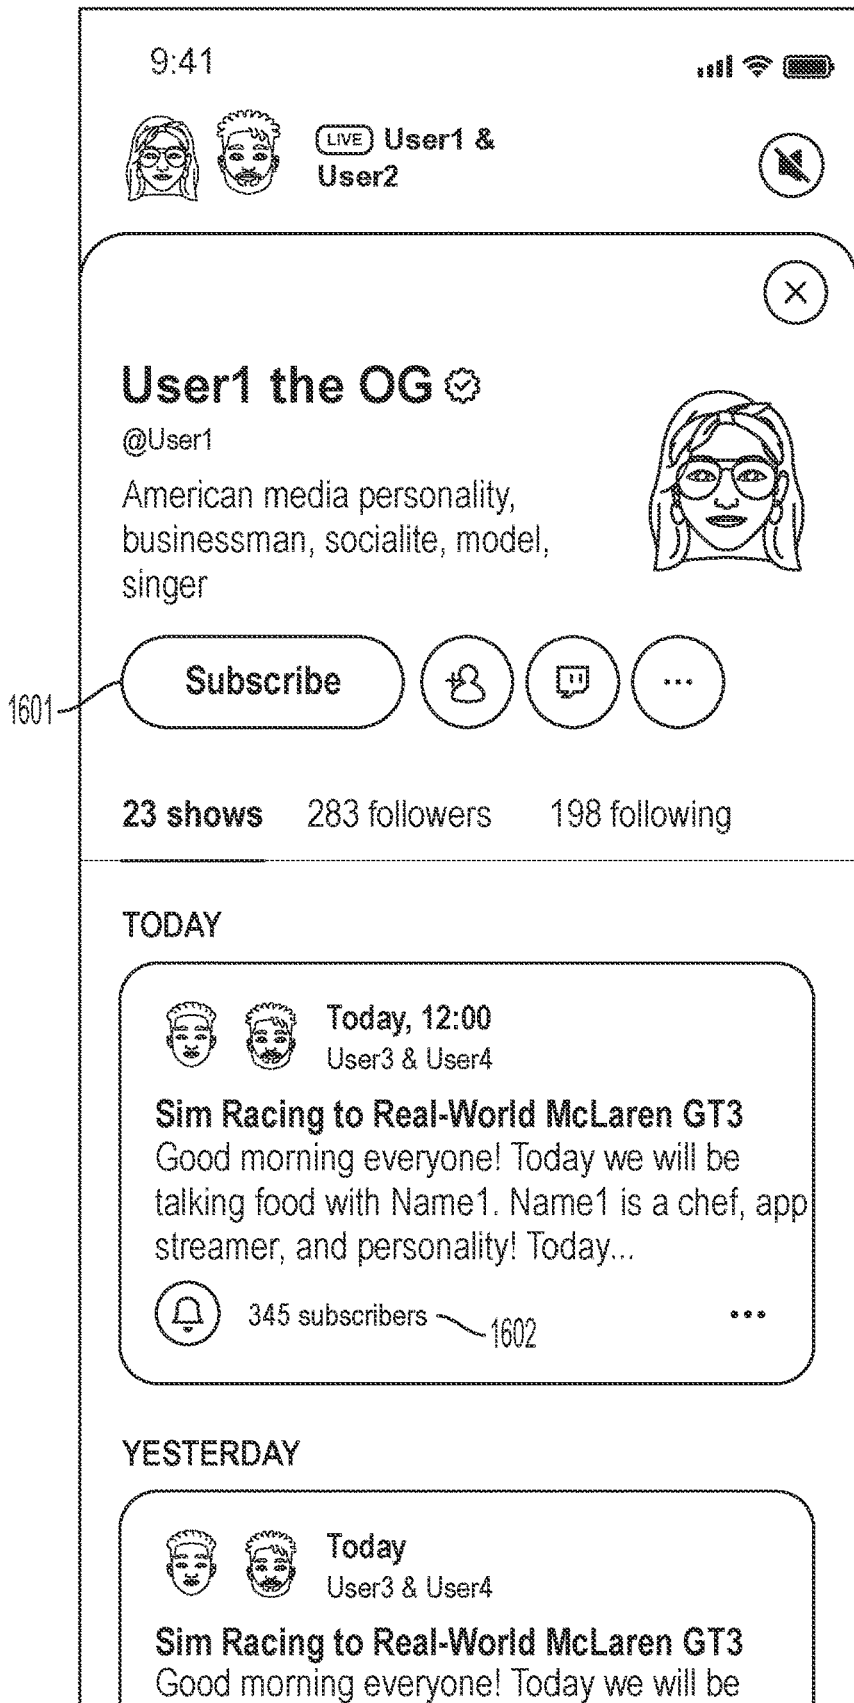 9:41
LIVE User1 &
User2
User1 the OG
@User1
American media personality,
businessman, socialite, model,
singer
Subscribe
1601
23 shows 283 followers 198 following
TODAY
Today, 12:00
User3 & User4
Sim Racing to Real-World McLaren GT3
Good morning everyone! Today we will be
talking food with Name1. Name1 is a chef, app
streamer, and personality! Today...
345 subscribers
1602
YESTERDAY
Today
User3 & User4
Sim Racing to Real-World McLaren GT3
Good morning everyone! Today we will be